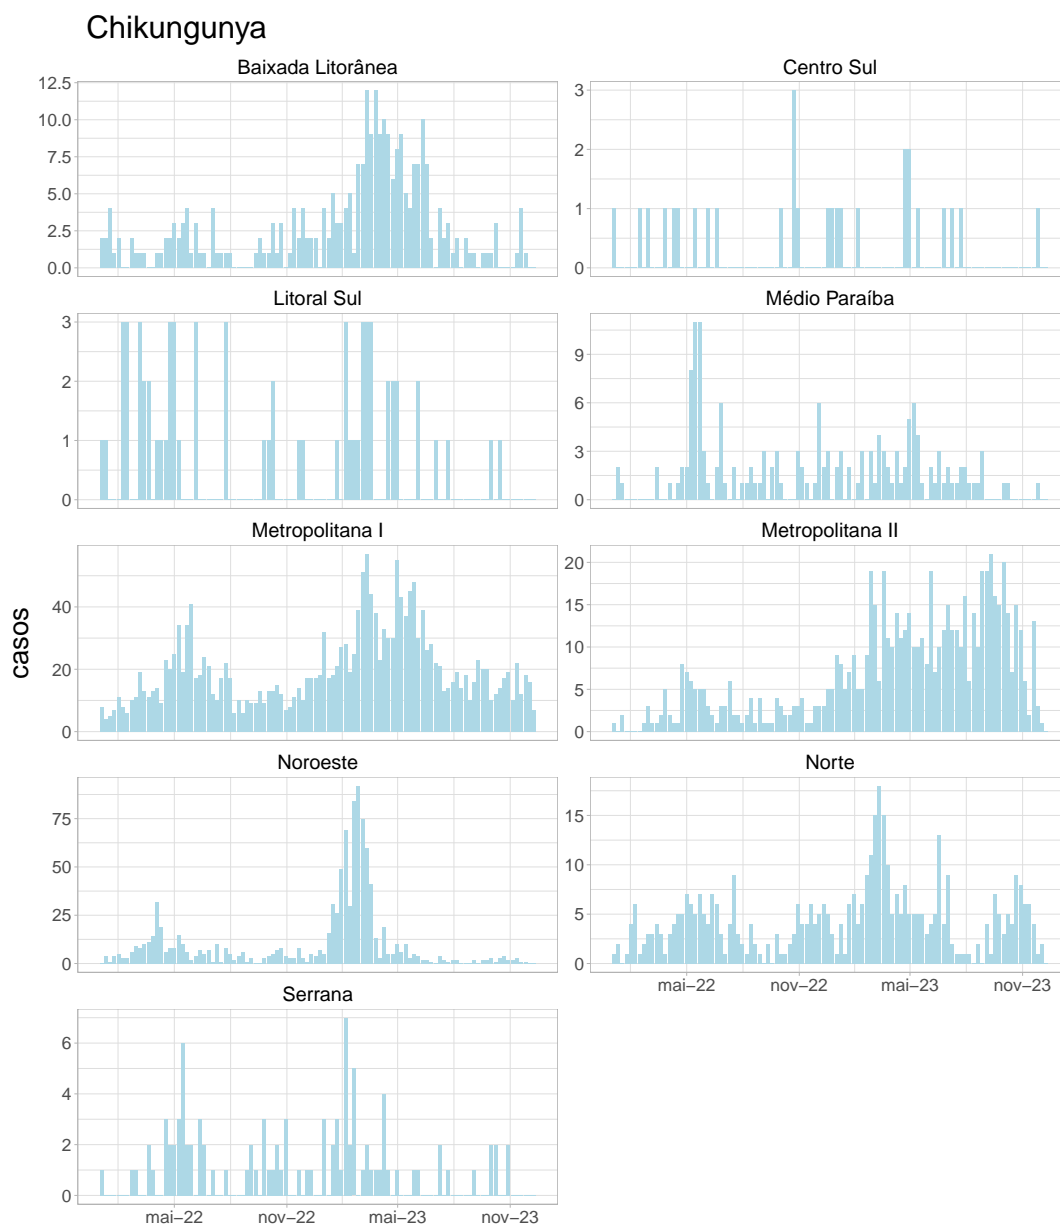 Chikungunya
Baixada Litorânea
Centro Sul
12.5
10.0
7.5
5.0
2.5
0.0
3
2
1
0
Litoral Sul
Médio Paraíba
3
2
1
0
9
6
3
0
Metropolitana I
Metropolitana II
40
20
0
20
15
10
5
0
casos
Noroeste
Norte
75
50
25
0
15
10
5
0
mai−22
nov−22
mai−23
nov−23
Serrana
6
4
2
0
mai−22
nov−22
mai−23
nov−23